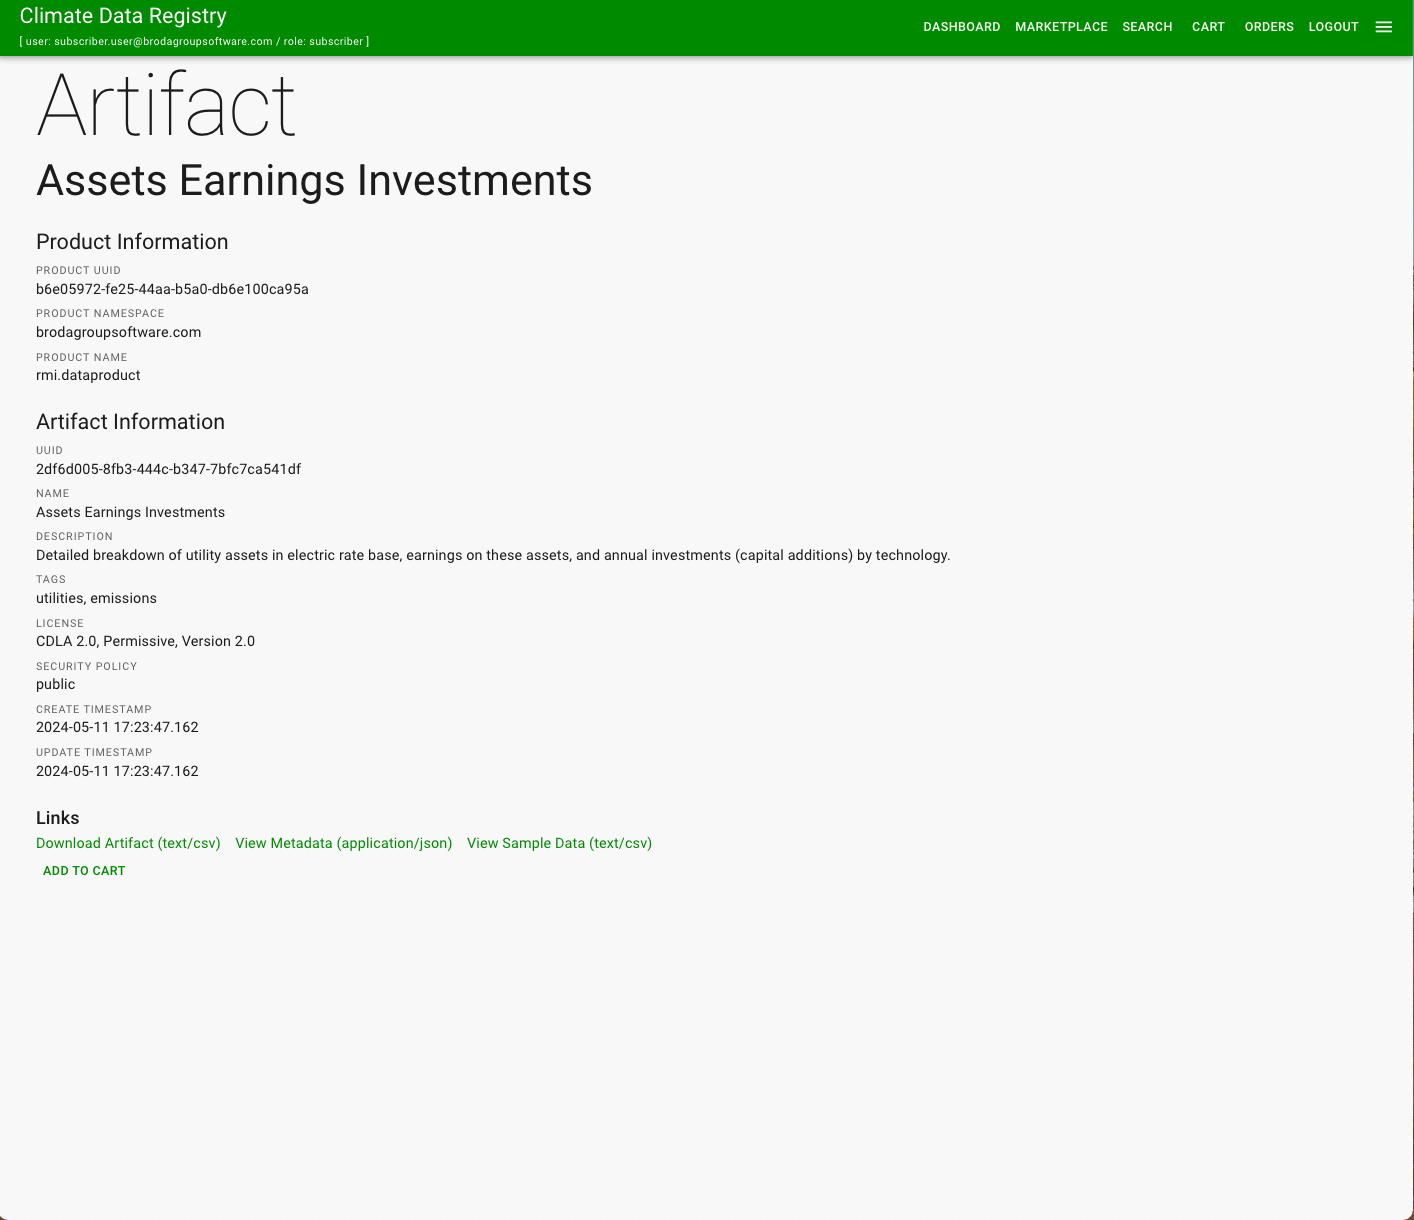 Climate Data Registry
[ user: subscriber.user@brodagroupsoftware.com / role: subscriber ]
DASHBOARD MARKETPLACE SEARCH CART ORDERS LOGOUT
Artifact
Assets Earnings Investments
Product Information
PRODUCT UUID
b6e05972-fe25-44aa-b5a0-db6e100ca95a
PRODUCT NAMESPACE
brodagroupsoftware.com
PRODUCT NAME
rmi.dataproduct
Artifact Information
UUID
2df6d005-8fb3-444c-b347-7bfc7ca541df
NAME
Assets Earnings Investments
DESCRIPTION
Detailed breakdown of utility assets in electric rate base, earnings on these assets, and annual investments (capital additions) by technology.
TAGS
utilities, emissions
LICENSE
CDLA 2.0, Permissive, Version 2.0
SECURITY POLICY
public
CREATE TIMESTAMP
2024-05-11 17:23:47.162
UPDATE TIMESTAMP
2024-05-11 17:23:47.162
Links
Download Artifact (text/csv) View Metadata (application/json) View Sample Data (text/csv)
ADD TO CART